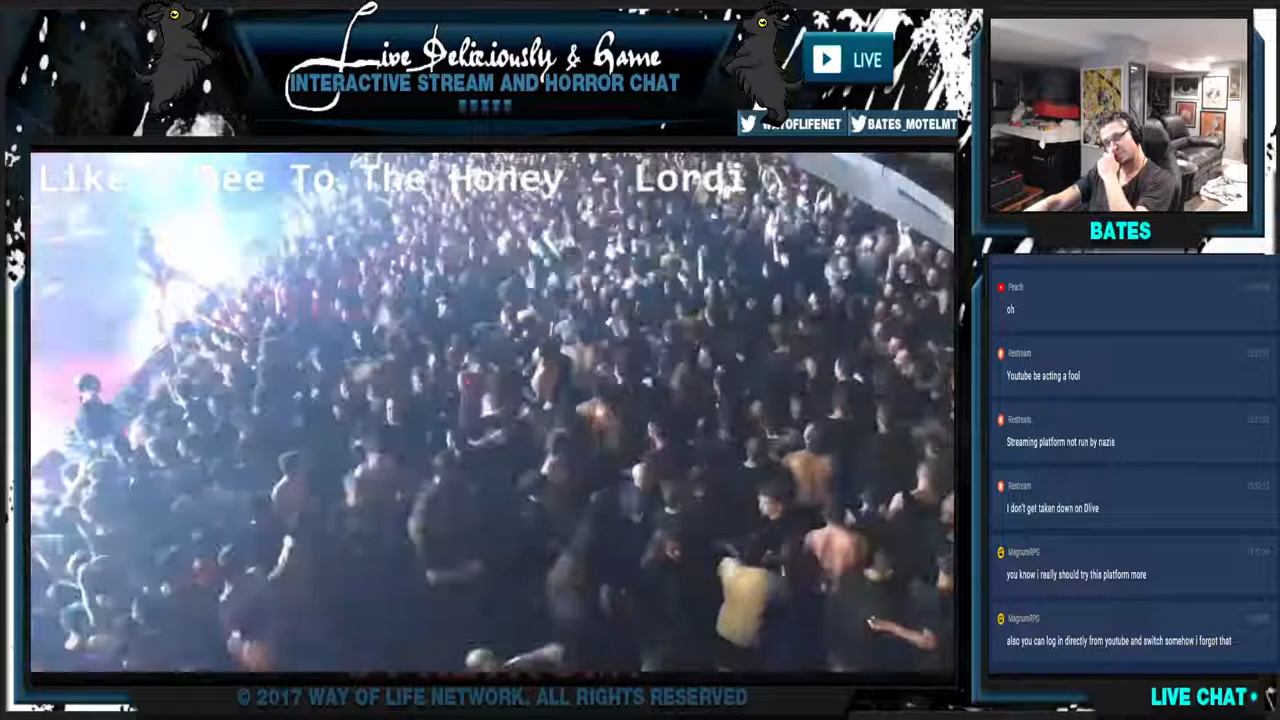 Live Deliciously & Game
INTERACTIVE STREAM AND HORROR CHAT
LIVE
WAYOFLIFENET
BATES_MOTELMT
Like Bee To The Honey - Lordi
BATES
Peach
oh
Restream
Youtube be acting a fool
Restream
Streaming platform not run by nazis
Restream
I don't get taken down on Dlive
MagnumRPG
you know i really should try this platform more
MagnumRPG
also you can log in directly from youtube and switch somehow i forgot that
LIVE CHAT
© 2017 WAY OF LIFE NETWORK. ALL RIGHTS RESERVED